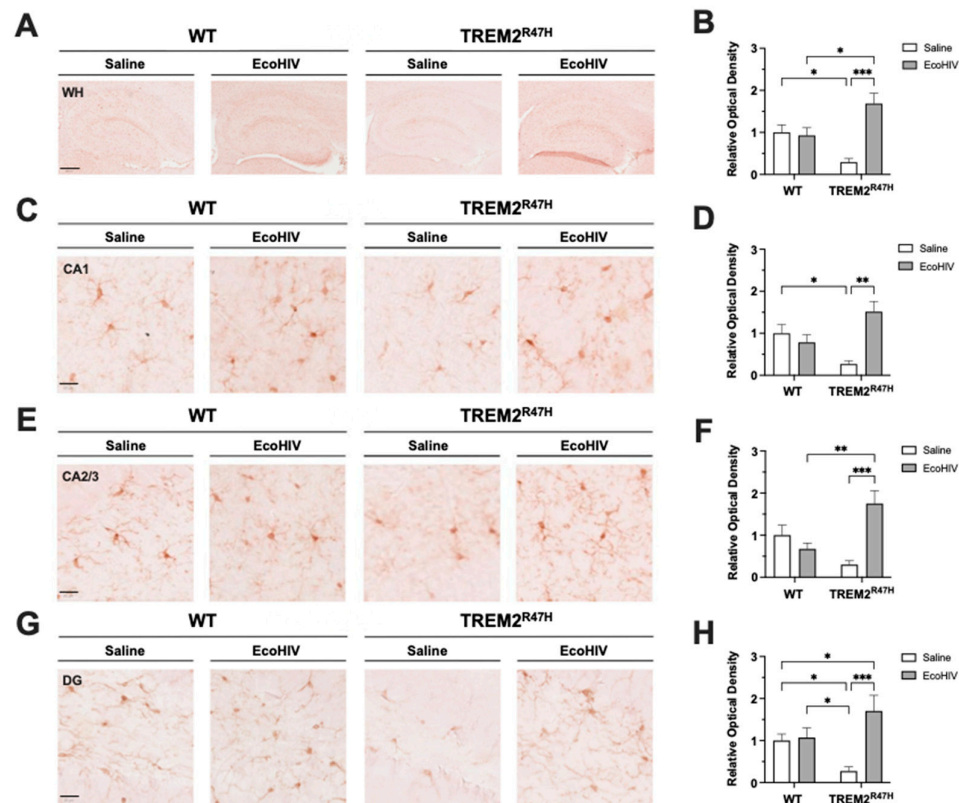 A
WT
TREM2R47H
Saline
EcoHIV
Saline
EcoHIV
WH
B
Relative Optical Density
3
2
1
0
*
*
***
WT
TREM2R47H
Saline
EcoHIV
C
WT
TREM2R47H
Saline
EcoHIV
Saline
EcoHIV
CA1
D
Relative Optical Density
3
2
1
0
*
**
WT
TREM2R47H
Saline
EcoHIV
E
WT
TREM2R47H
Saline
EcoHIV
Saline
EcoHIV
CA2/3
F
Relative Optical Density
3
2
1
0
**
***
WT
TREM2R47H
Saline
EcoHIV
G
WT
TREM2R47H
Saline
EcoHIV
Saline
EcoHIV
DG
H
Relative Optical Density
3
2
1
0
*
*
***
*
WT
TREM2R47H
Saline
EcoHIV